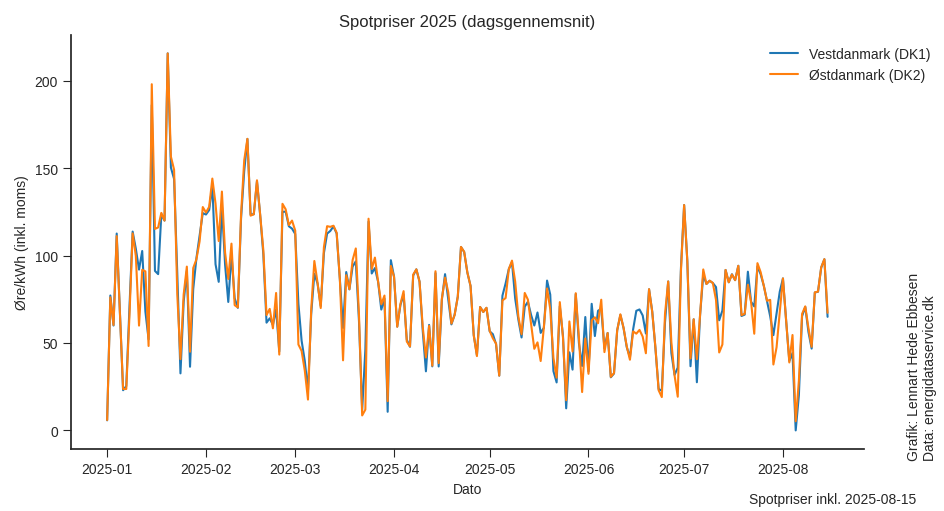 Spotpriser 2025 (dagsgennemsnit)
Vestdanmark (DK1)
Østdanmark (DK2)
Øre/kWh (inkl. moms)
200
150
100
50
0
2025-01
2025-02
2025-03
2025-04
2025-05
2025-06
2025-07
2025-08
Dato
Grafik: Lennart Hede Ebbesen
Data: energidataservice.dk
Spotpriser inkl. 2025-08-15